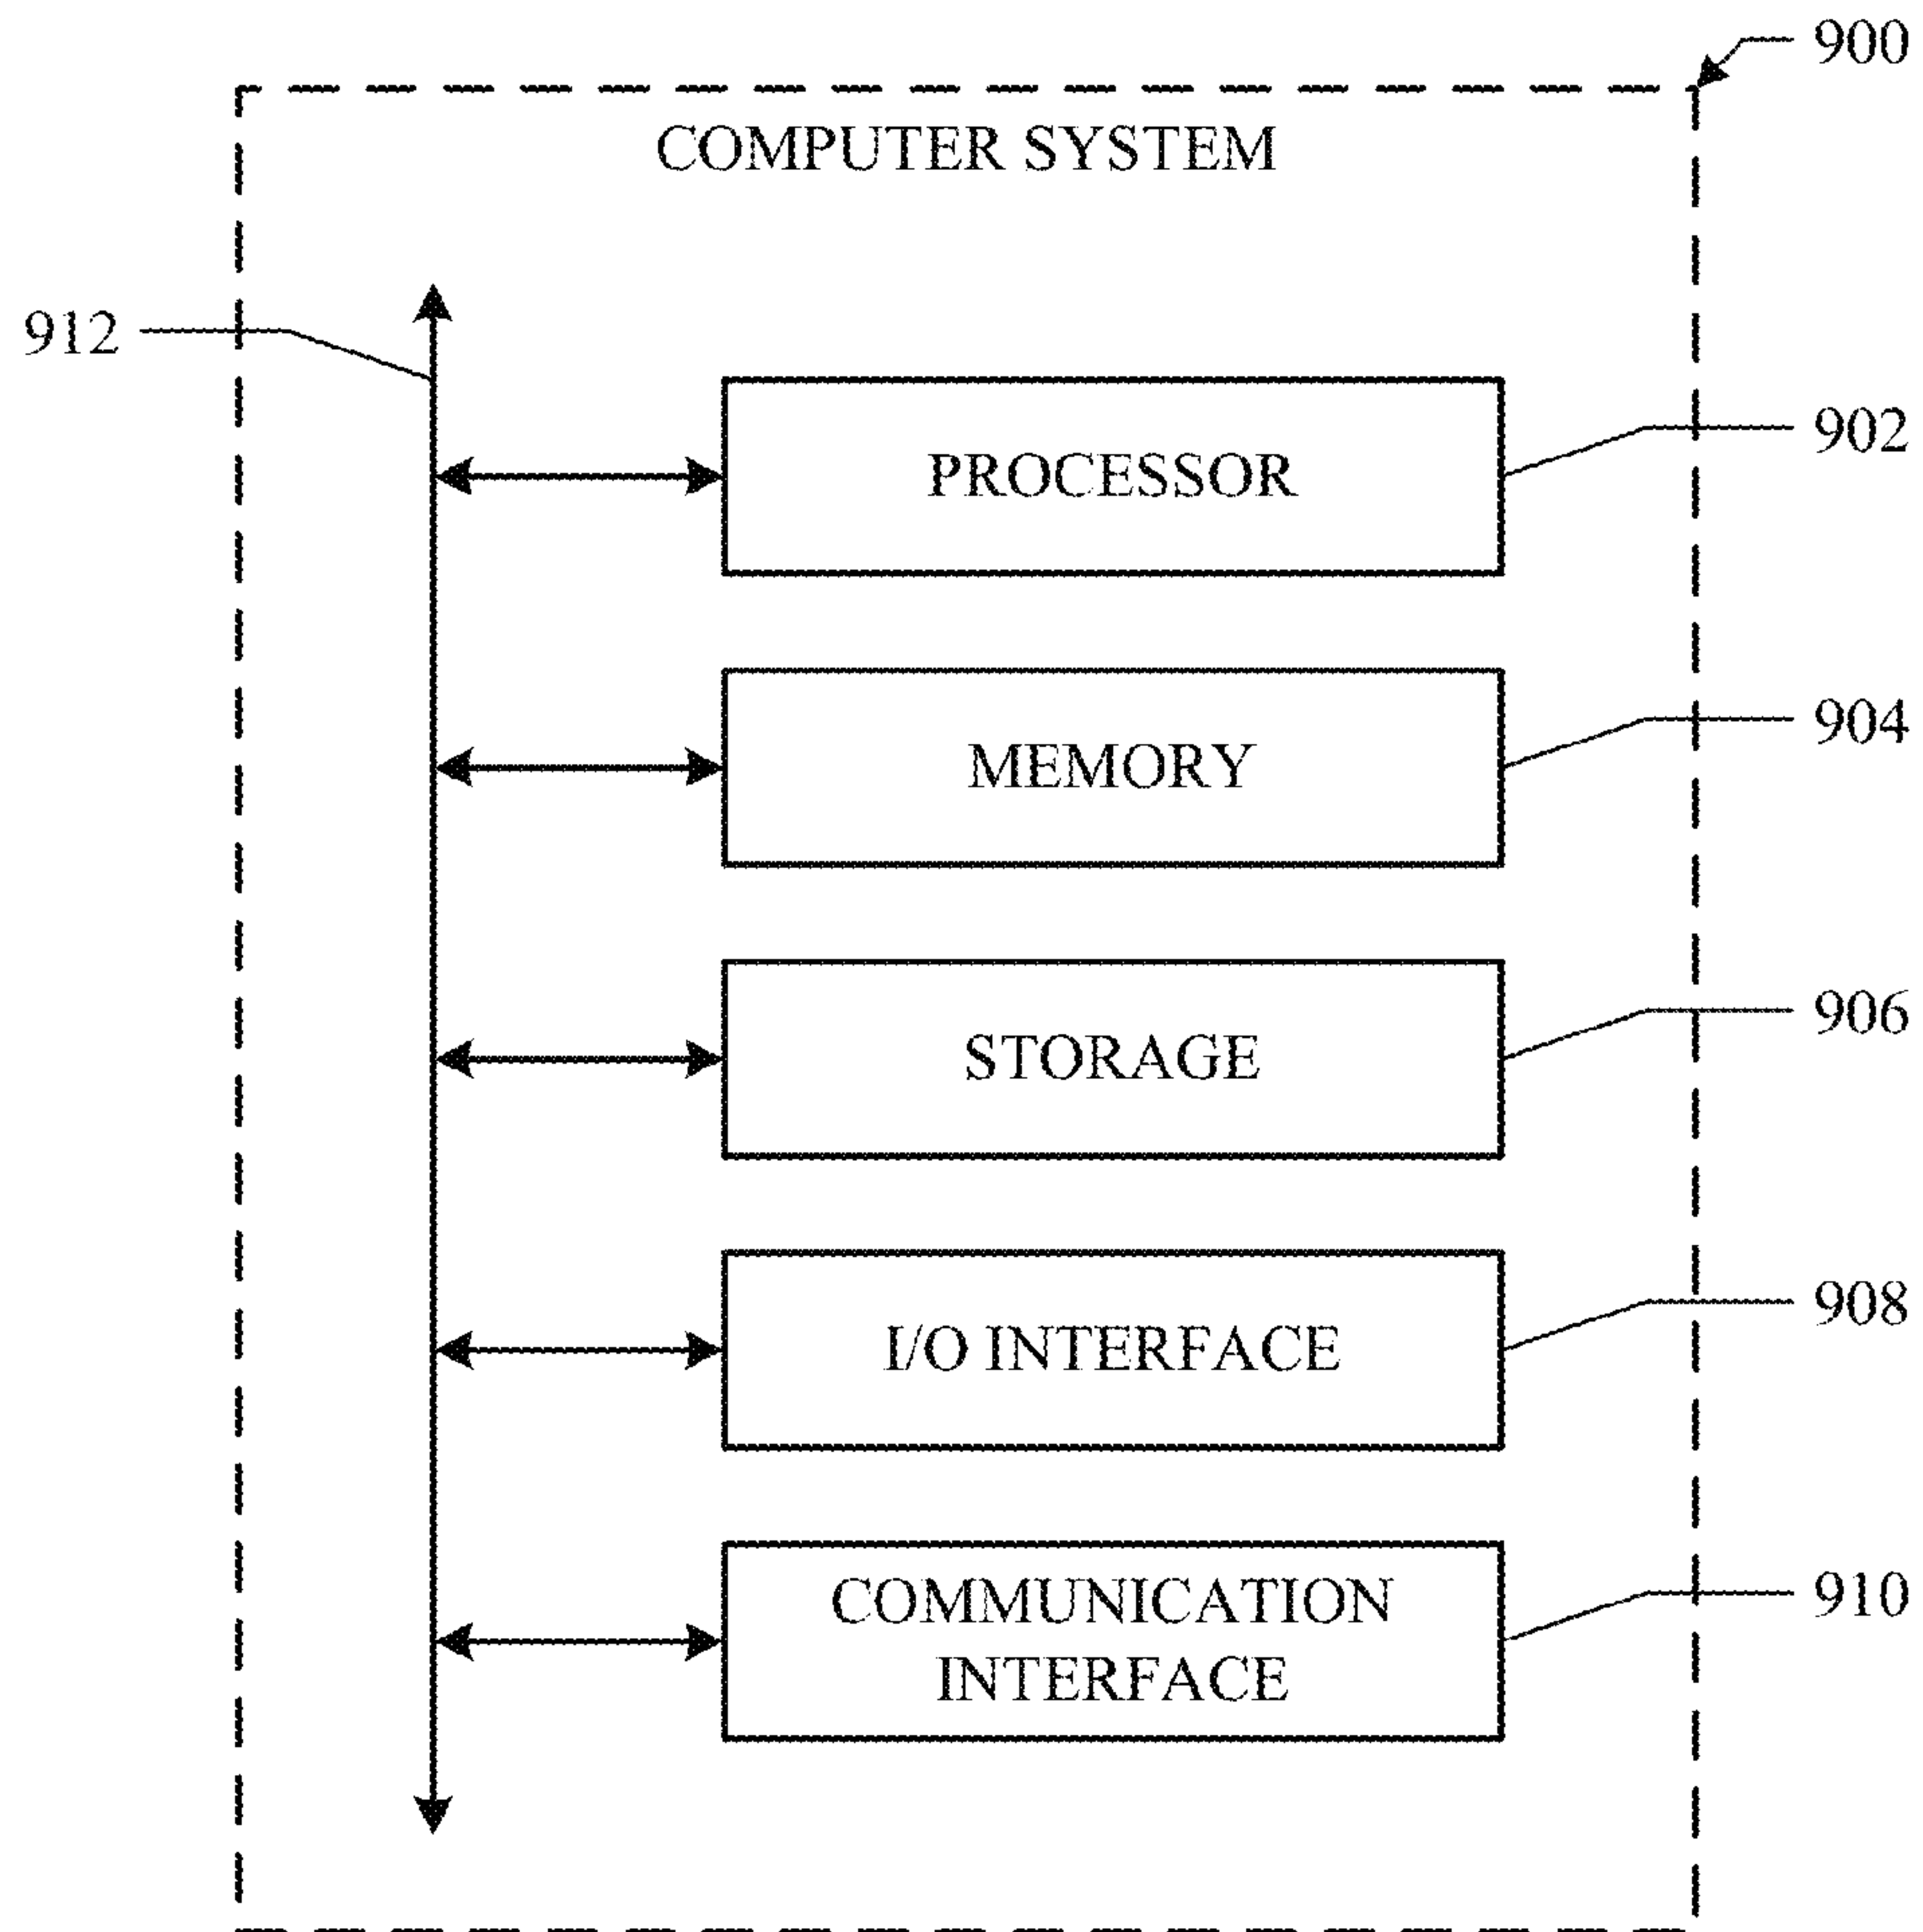 900
COMPUTER SYSTEM
912
PROCESSOR
902
MEMORY
904
STORAGE
906
I/O INTERFACE
908
COMMUNICATION
INTERFACE
910